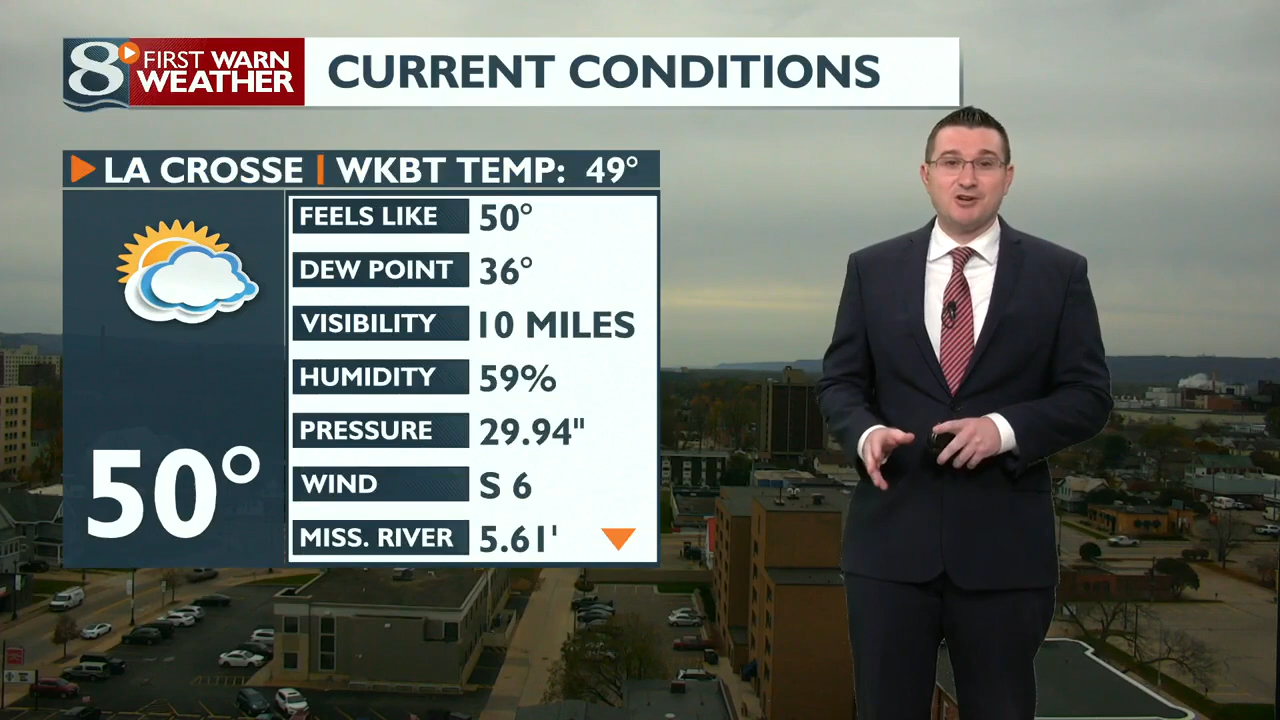 8 FIRST WARN
WEATHER
CURRENT CONDITIONS
LA CROSSE | WKBT TEMP: 49°
FEELS LIKE 50°
DEW POINT 36°
VISIBILITY 10 MILES
HUMIDITY 59%
PRESSURE 29.94"
WIND S 6
MISS. RIVER 5.61'
50°